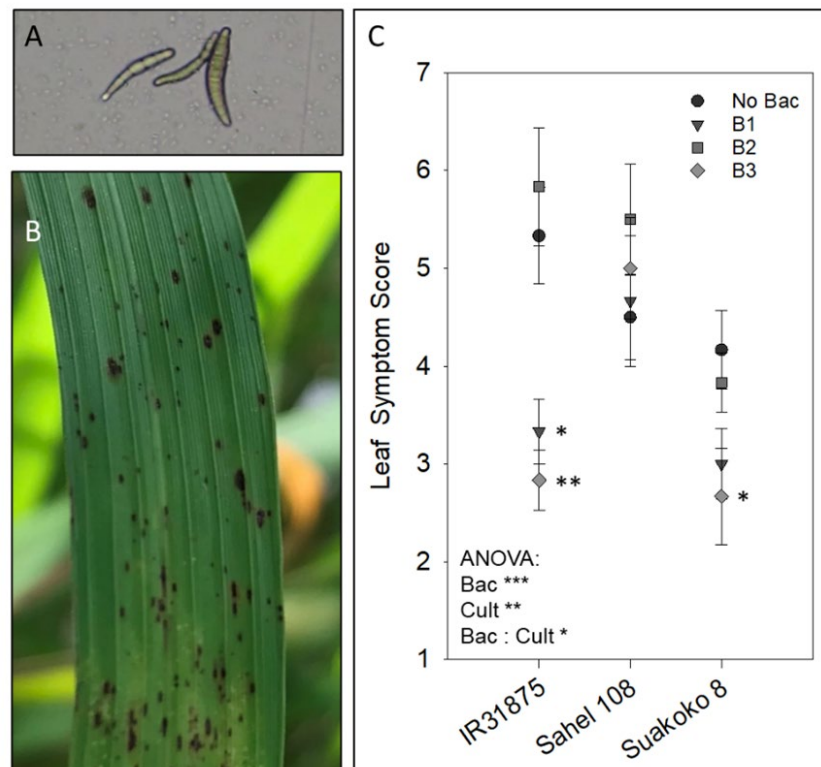 A
B
C
7
6
5
4
3
2
1
Leaf Symptom Score
No Bac
B1
B2
B3
*
**
*
ANOVA:
Bac ***
Cult **
Bac : Cult *
IR31875
Sahel 108
Suakoko 8